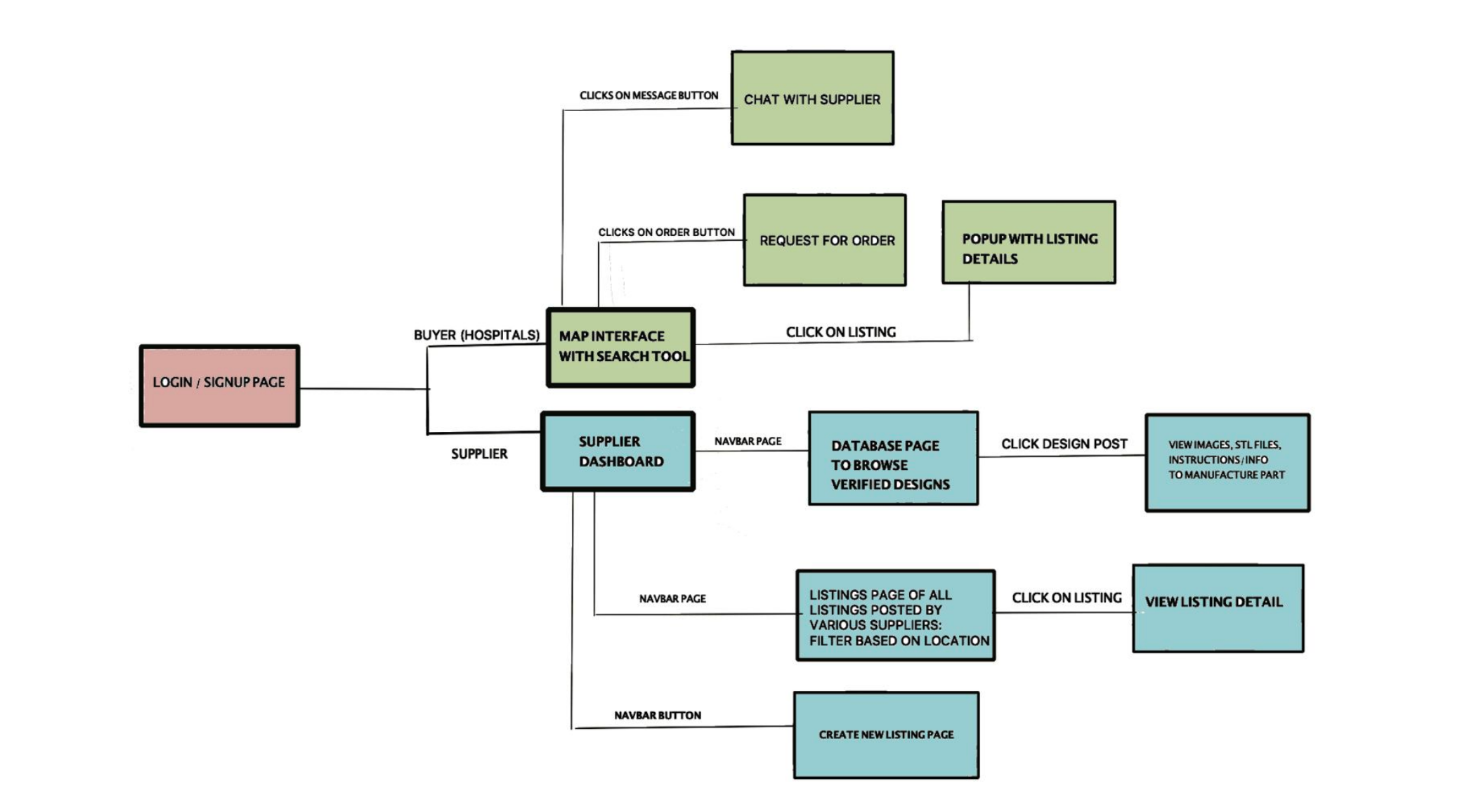 CLICKS ON MESSAGE BUTTON
CHAT WITH SUPPLIER
CLICKS ON ORDER BUTTON
REQUEST FOR ORDER
POPUP WITH LISTING
DETAILS
BUYER (HOSPITALS)
MAP INTERFACE
WITH SEARCH TOOL
CLICK ON LISTING
LOGIN / SIGNUP PAGE
SUPPLIER
SUPPLIER
DASHBOARD
NAVBAR PAGE
DATABASE PAGE
TO BROWSE
VERIFIED DESIGNS
CLICK DESIGN POST
VIEW IMAGES, STL FILES,
INSTRUCTIONS/INFO
TO MANUFACTURE PART
NAVBAR PAGE
LISTINGS PAGE OF ALL
LISTINGS POSTED BY
VARIOUS SUPPLIERS:
FILTER BASED ON LOCATION
CLICK ON LISTING
VIEW LISTING DETAIL
NAVBAR BUTTON
CREATE NEW LISTING PAGE